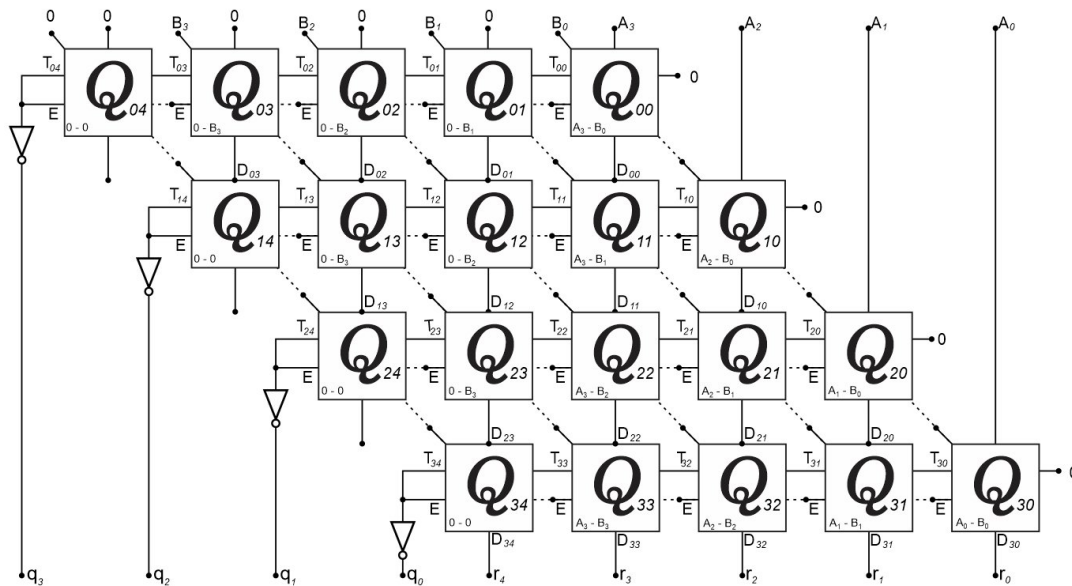 0 0 0 0 0 A3 A2 A1 A0
B3 B2 B1 B0
T04 T03 T02 T01 T00 0
Q04 Q03 Q02 Q01 Q00
E E E E E
0 - 0 0 - B3 0 - B2 0 - B1 A3 - B0
D03 D02 D01 D00
T14 T13 T12 T11 T10 0
Q14 Q13 Q12 Q11 Q10
E E E E E
0 - 0 0 - B3 0 - B2 A3 - B1 A2 - B0
D13 D12 D11 D10
T24 T23 T22 T21 T20 0
Q24 Q23 Q22 Q21 Q20
E E E E E
0 - 0 0 - B3 A3 - B2 A2 - B1 A1 - B0
D23 D22 D21 D20
T34 T33 T32 T31 T30 0
Q34 Q33 Q32 Q31 Q30
E E E E E
0 - 0 A3 - B3 A2 - B2 A1 - B1 A0 - B0
D34 D33 D32 D31 D30
q3 q2 q1 q0 r4 r3 r2 r1 r0